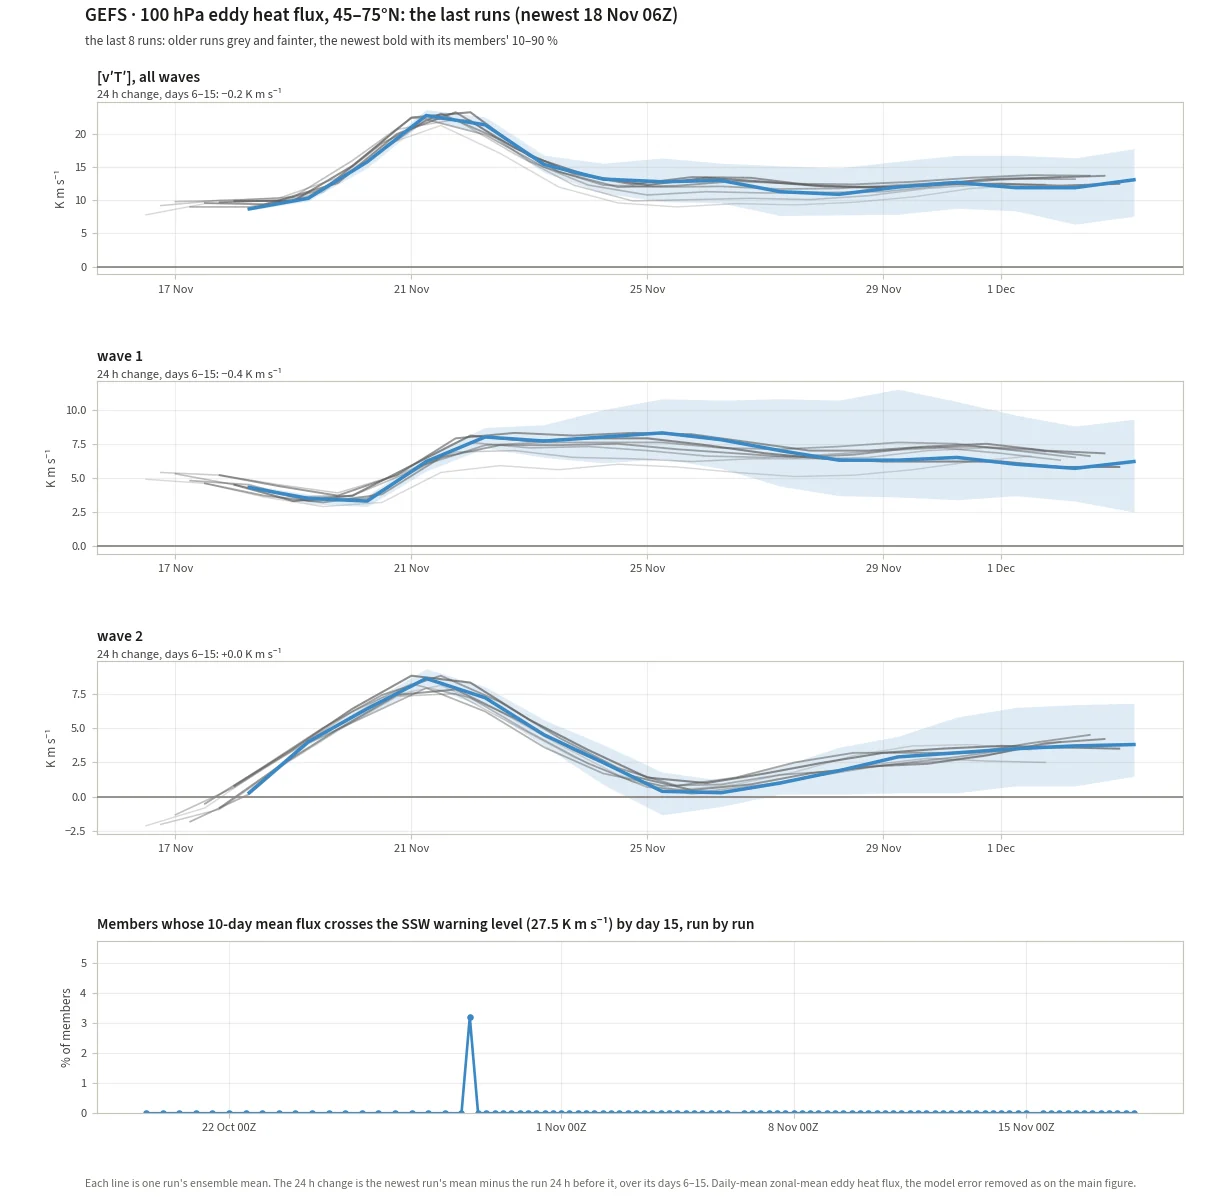 GEFS · 100 hPa eddy heat flux, 45–75°N: the last runs (newest 18 Nov 06Z)
the last 8 runs: older runs grey and fainter, the newest bold with its members' 10–90 %
[v′T′], all waves
24 h change, days 6–15: −0.2 K m s⁻¹
20
15
10
5
0
K m s⁻¹
17 Nov
21 Nov
25 Nov
29 Nov
1 Dec
wave 1
24 h change, days 6–15: −0.4 K m s⁻¹
10.0
7.5
5.0
2.5
0.0
K m s⁻¹
17 Nov
21 Nov
25 Nov
29 Nov
1 Dec
wave 2
24 h change, days 6–15: +0.0 K m s⁻¹
7.5
5.0
2.5
0.0
−2.5
K m s⁻¹
17 Nov
21 Nov
25 Nov
29 Nov
1 Dec
Members whose 10-day mean flux crosses the SSW warning level (27.5 K m s⁻¹) by day 15, run by run
5
4
3
2
1
0
% of members
22 Oct 00Z
1 Nov 00Z
8 Nov 00Z
15 Nov 00Z
Each line is one run's ensemble mean. The 24 h change is the newest run's mean minus the run 24 h before it, over its days 6–15. Daily-mean zonal-mean eddy heat flux, the model error removed as on the main figure.